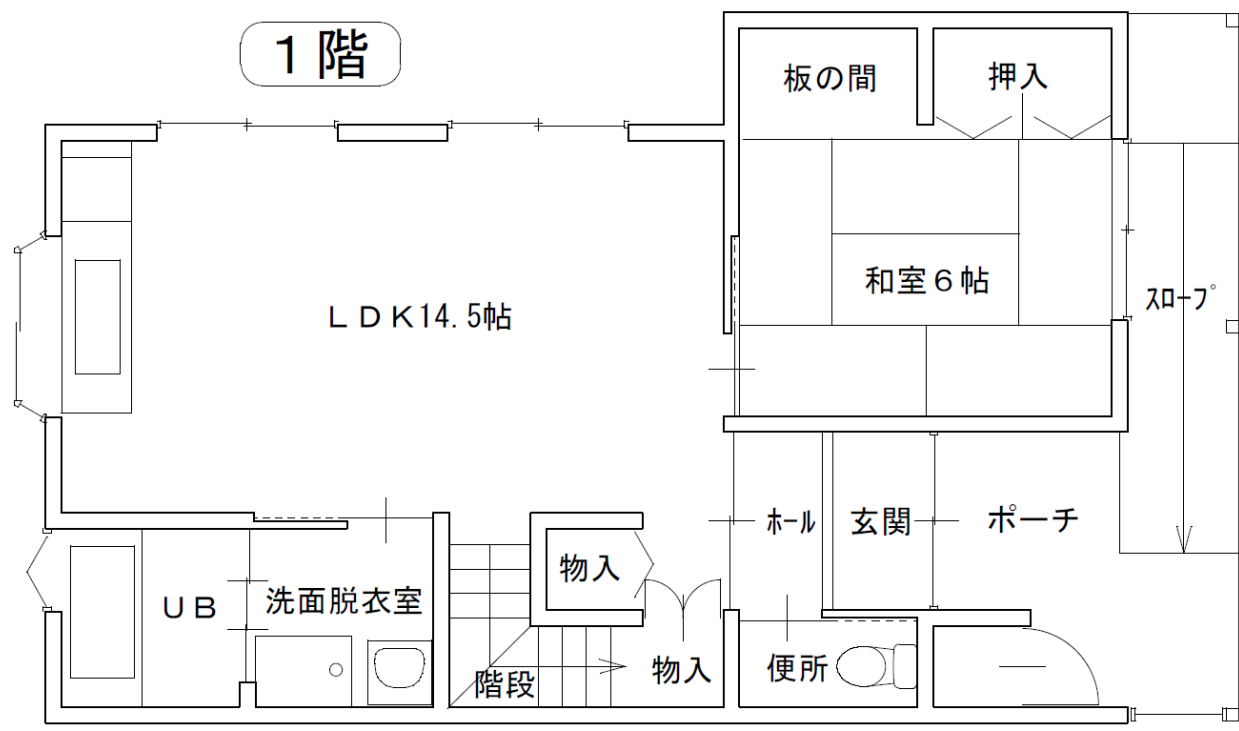 １階
板の間
押入
和室６帖
ＬＤＫ14.5帖
ｽﾛｰﾌﾟ
ﾎｰﾙ
玄関
ポーチ
物入
ＵＢ
洗面脱衣室
階段
物入
便所